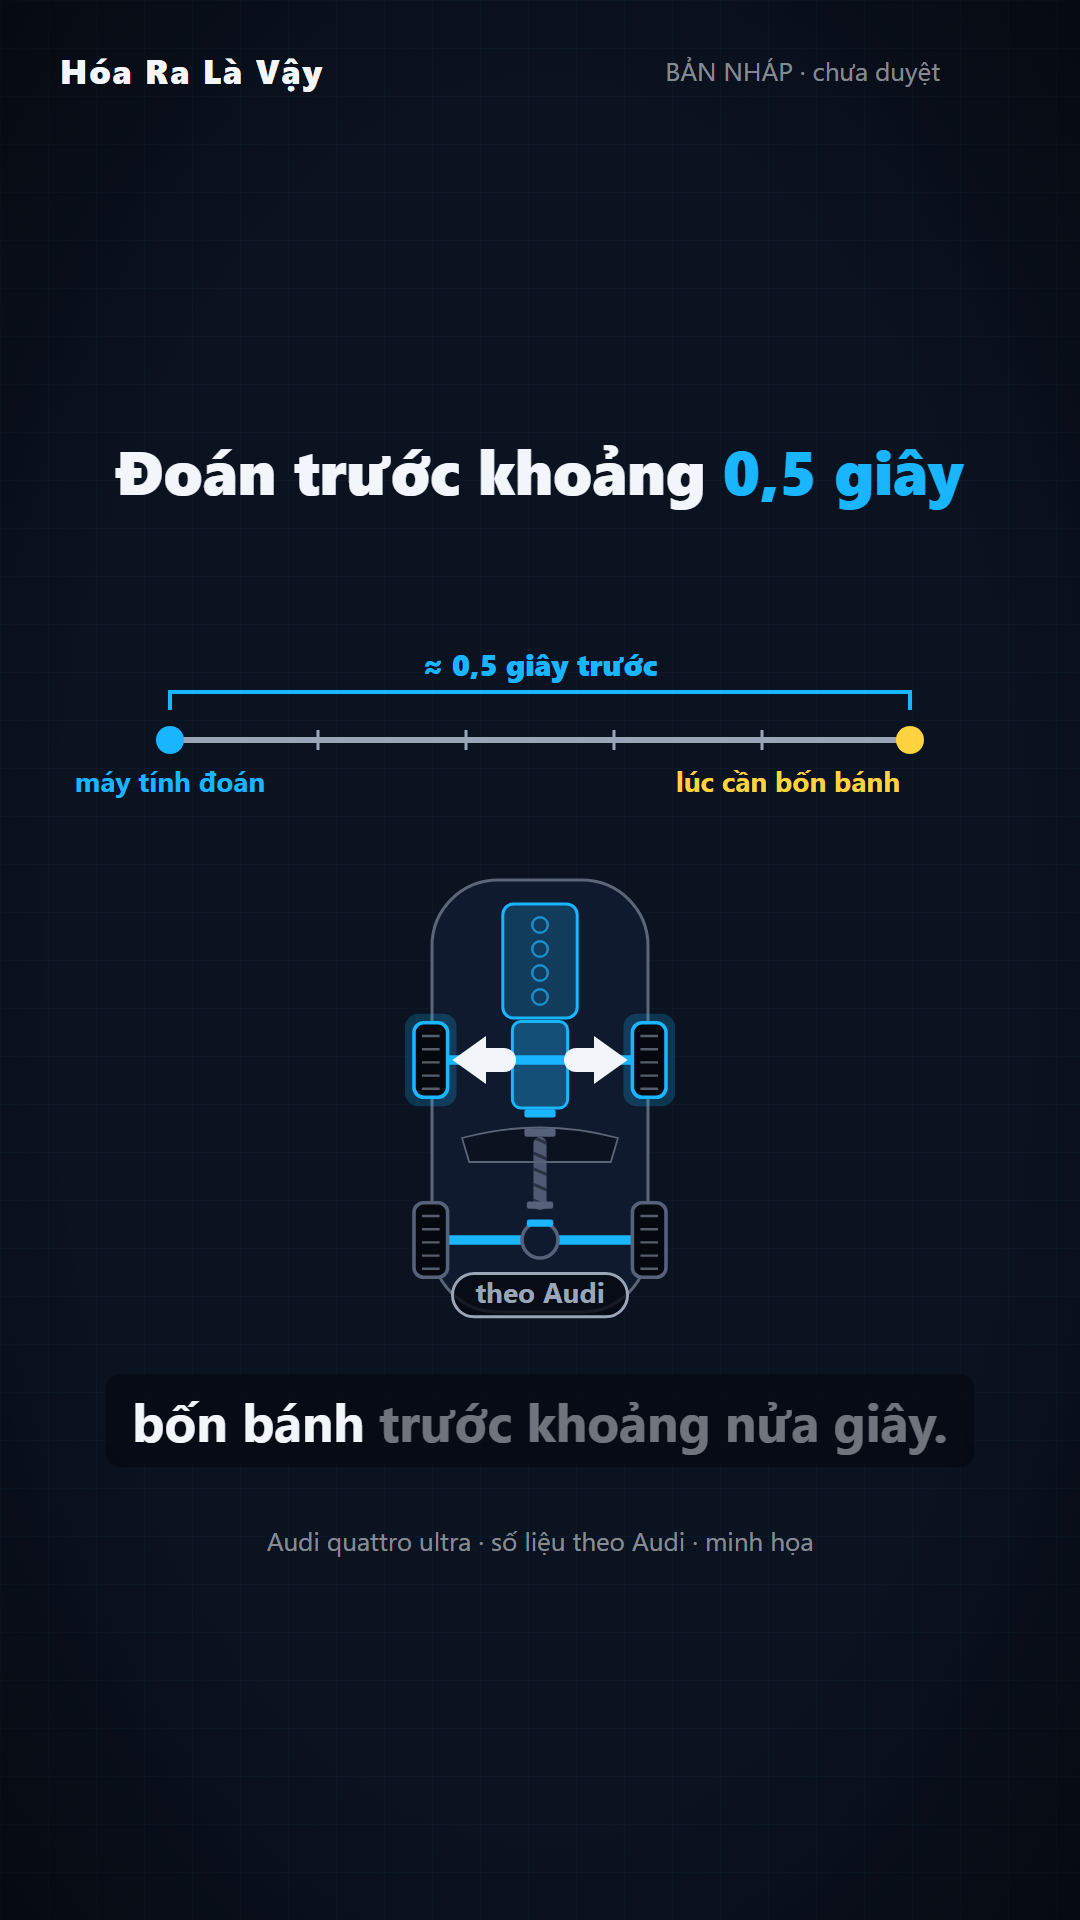 Hóa Ra Là Vậy
BẢN NHÁP · chưa duyệt
Đoán trước khoảng 0,5 giây
≈ 0,5 giây trước
máy tính đoán
lúc cần bốn bánh
theo Audi
bốn bánh trước khoảng nửa giây.
Audi quattro ultra · số liệu theo Audi · minh họa